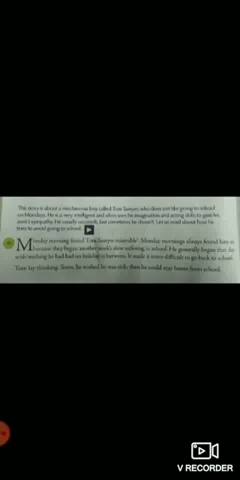 This story is about a mischievous boy called Tom Sawyer, who does not like going to school
on Mondays. He is a very intelligent and often uses his imagination and acting skills to gain his
aunt's sympathy. He usually succeeds, but sometimes he doesn't. Let us read about how he
tries to avoid going to school.
Monday morning found Tom Sawyer miserable. Monday mornings always found him so
because they began another week's slow suffering in school. He generally began that day
with wishing he had had no holiday in between. It made it more difficult to go back to school.
Tom lay thinking. Soon, he wished he was sick; then he could stay home from school.
V RECORDER